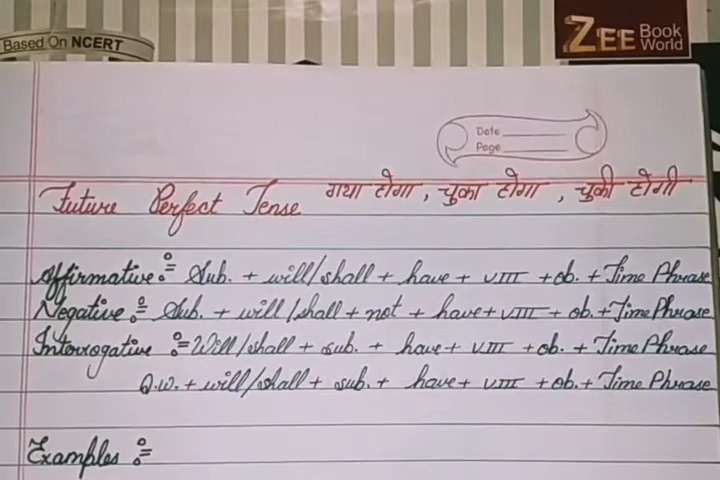 Based On NCERT
ZEE Book World
Date
Page
Future Perfect Tense गया होगा, चुका होगा, चुकी होगी
Affirmative := Sub. + will/shall + have + VIII + ob. + Time Phrase
Negative := Sub. + will/shall + not + have + VIII + ob. + Time Phrase
Interrogative := Will/shall + sub. + have + VIII + ob. + Time Phrase
Q.w. + will/shall + sub. + have + VIII + ob. + Time Phrase
Examples :=